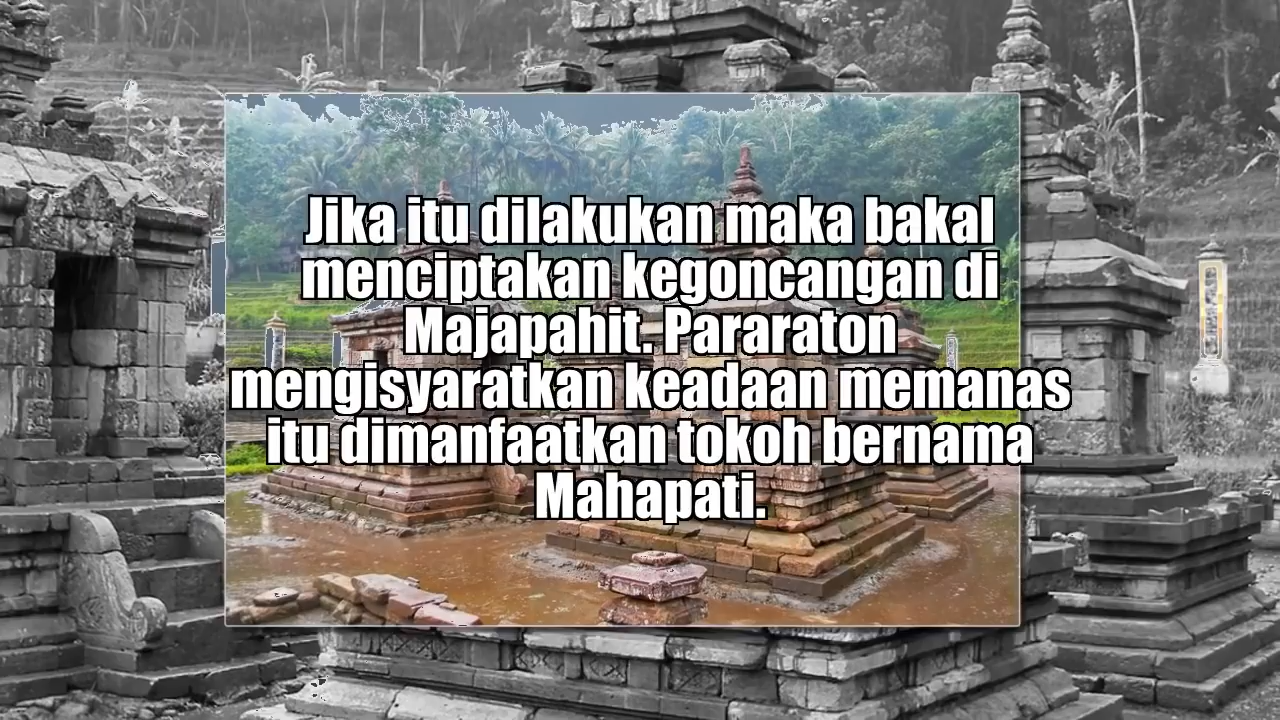 Jika itu dilakukan maka bakal
menciptakan kegoncangan di
Majapahit. Pararaton
mengisyaratkan keadaan memanas
itu dimanfaatkan tokoh bernama
Mahapati.